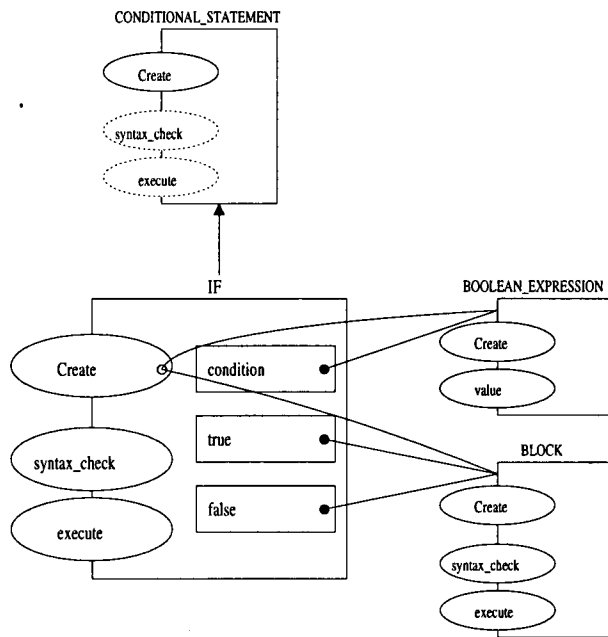 CONDITIONAL_STATEMENT
Create
syntax_check
execute
IF
Create
condition
true
syntax_check
false
execute
BOOLEAN_EXPRESSION
Create
value
BLOCK
Create
syntax_check
execute